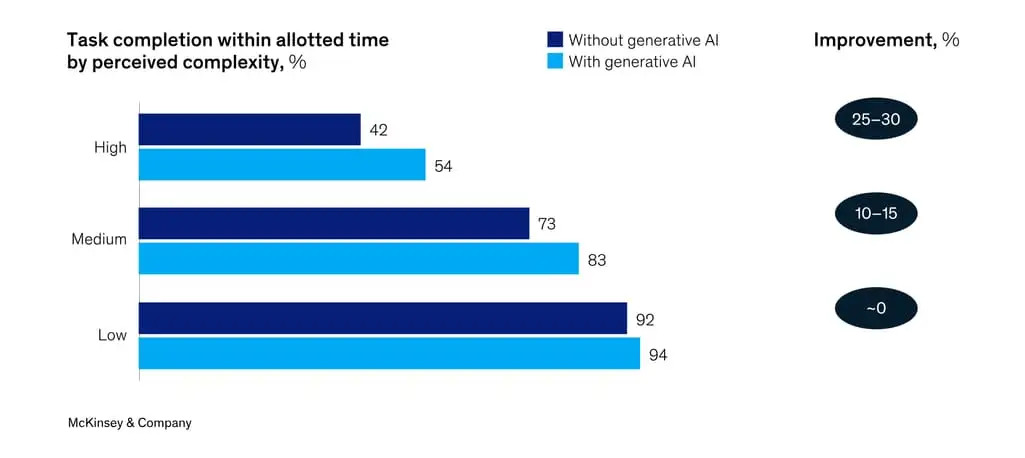 Task completion within allotted time
by perceived complexity, %
Without generative AI
With generative AI
Improvement, %
High
42
54
25–30
Medium
73
83
10–15
Low
92
94
~0
McKinsey & Company